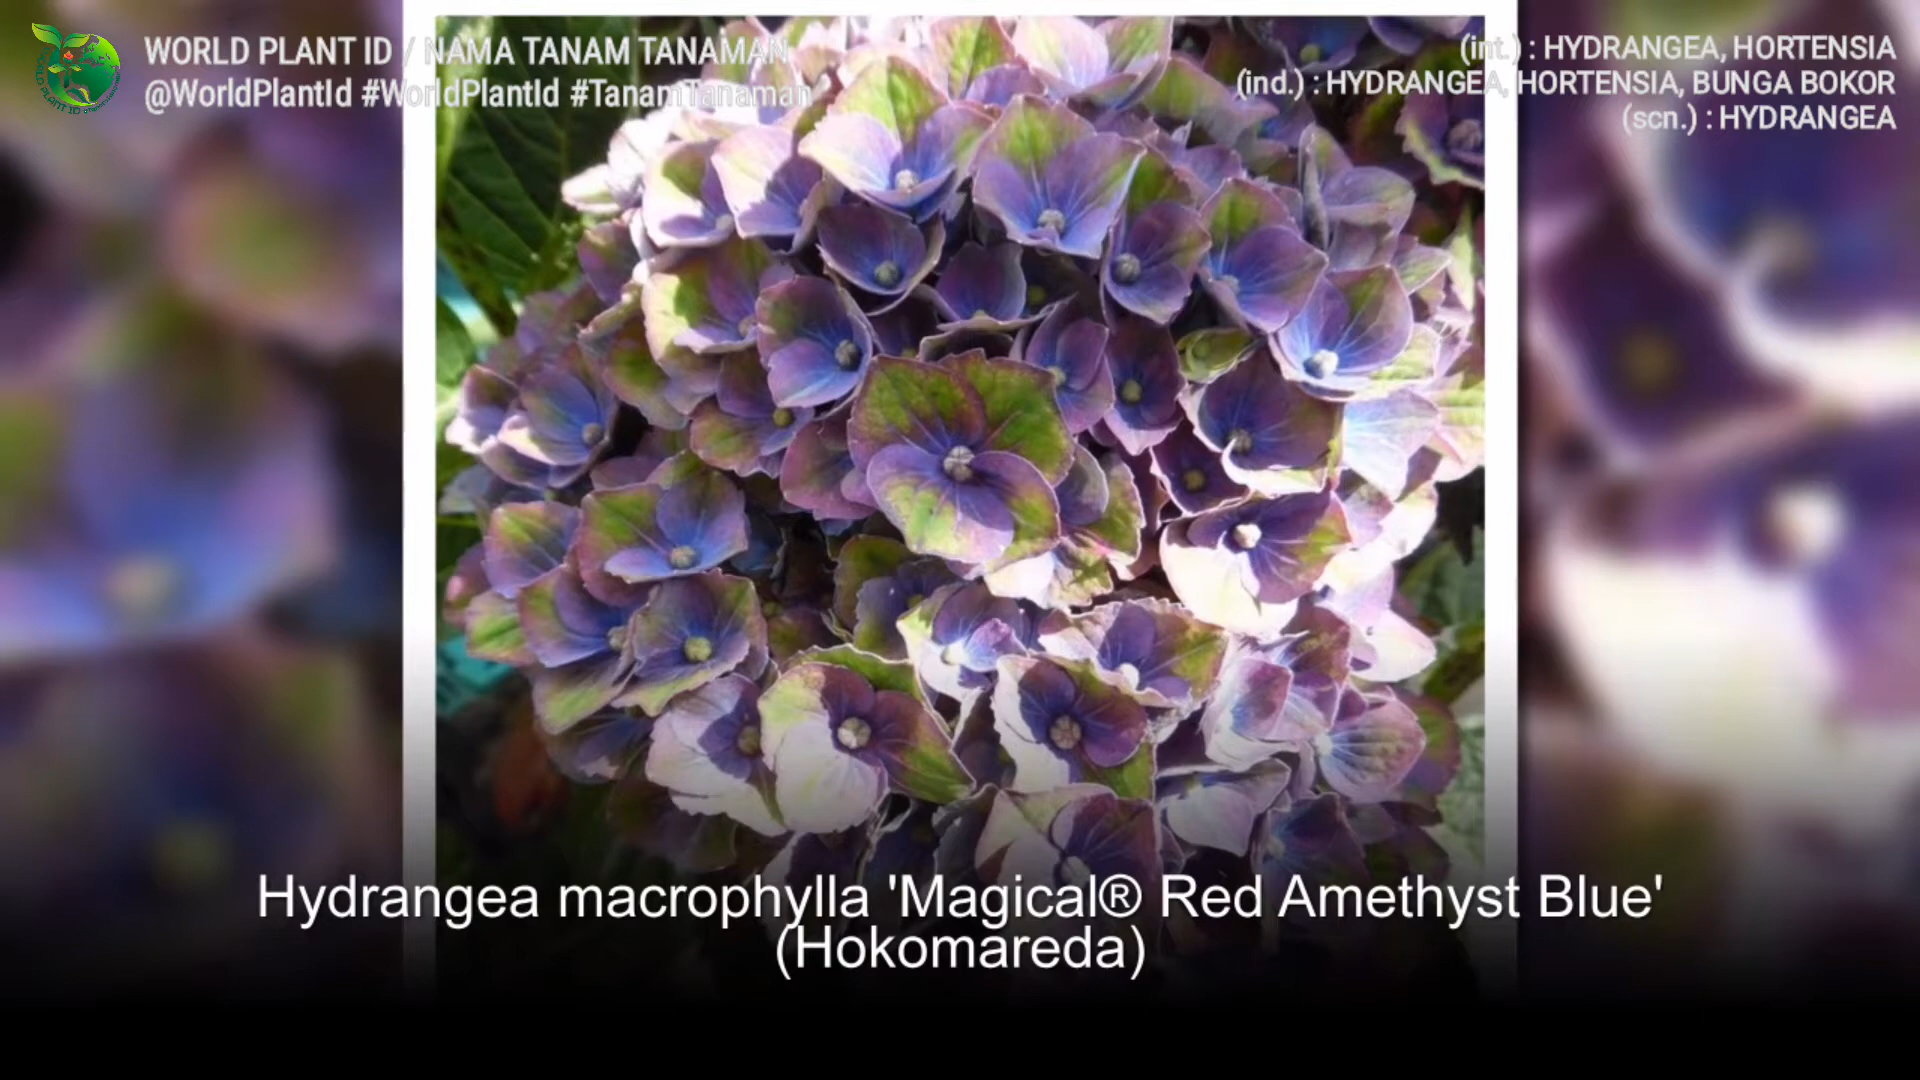 WORLD PLANT ID / NAMA TANAM TANAMAN
@WorldPlantId #WorldPlantId #TanamTanaman
(int.) : HYDRANGEA, HORTENSIA
(ind.) : HYDRANGEA, HORTENSIA, BUNGA BOKOR
(scn.) : HYDRANGEA
Hydrangea macrophylla 'Magical® Red Amethyst Blue'
(Hokomareda)